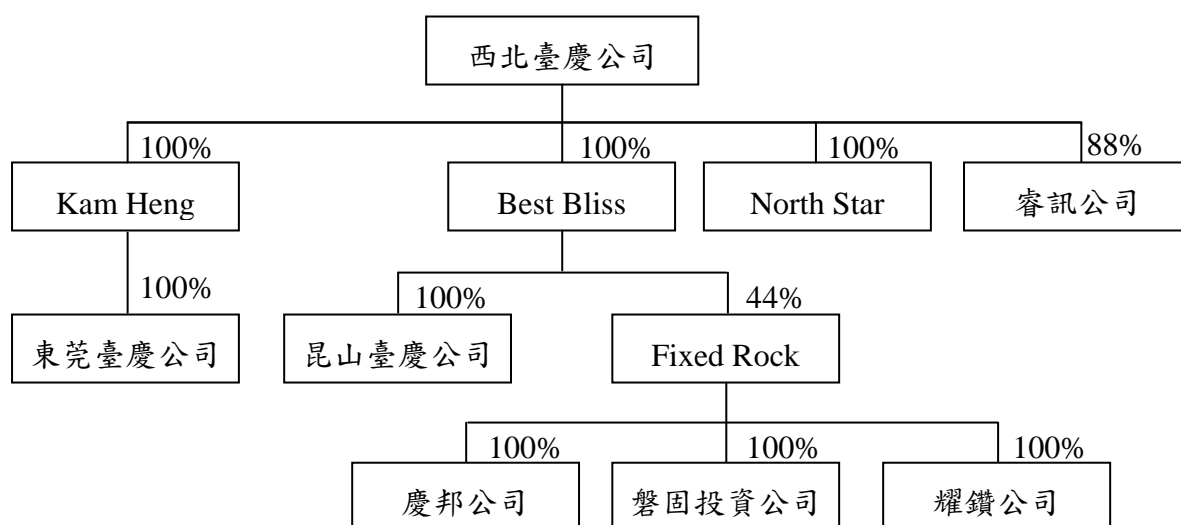 西北臺慶公司
100%
100%
100%
88%
Kam Heng
Best Bliss
North Star
睿訊公司
100%
100%
44%
東莞臺慶公司
昆山臺慶公司
Fixed Rock
100%
100%
100%
慶邦公司
磐固投資公司
耀鑽公司